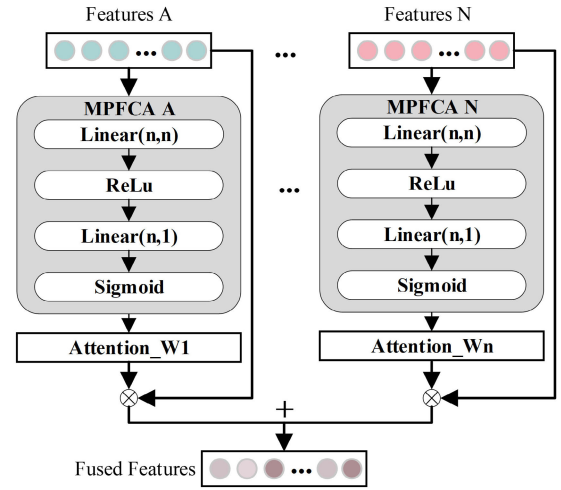 Features A
Features N
...
...
...
MPFCA A
MPFCA N
Linear(n,n)
Linear(n,n)
ReLu
ReLu
...
Linear(n,1)
Linear(n,1)
Sigmoid
Sigmoid
Attention_W1
Attention_Wn
+
Fused Features
...